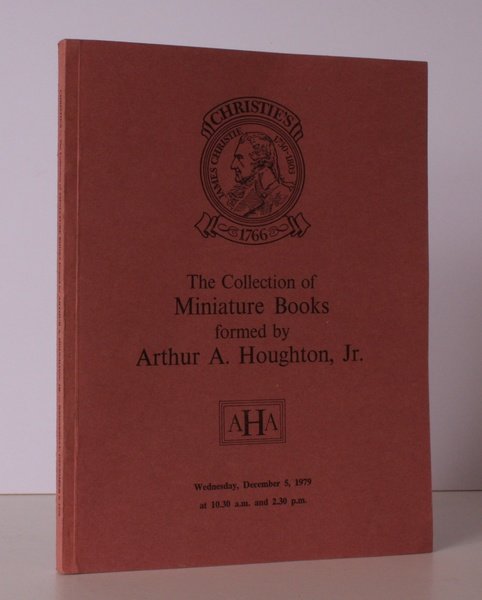 CHRISTIE'S
JAMES CHRISTIE 1730-1803
1766
The Collection of
Miniature Books
formed by
Arthur A. Houghton, Jr.
AHA
Wednesday, December 5, 1979
at 10.30 a.m. and 2.30 p.m.